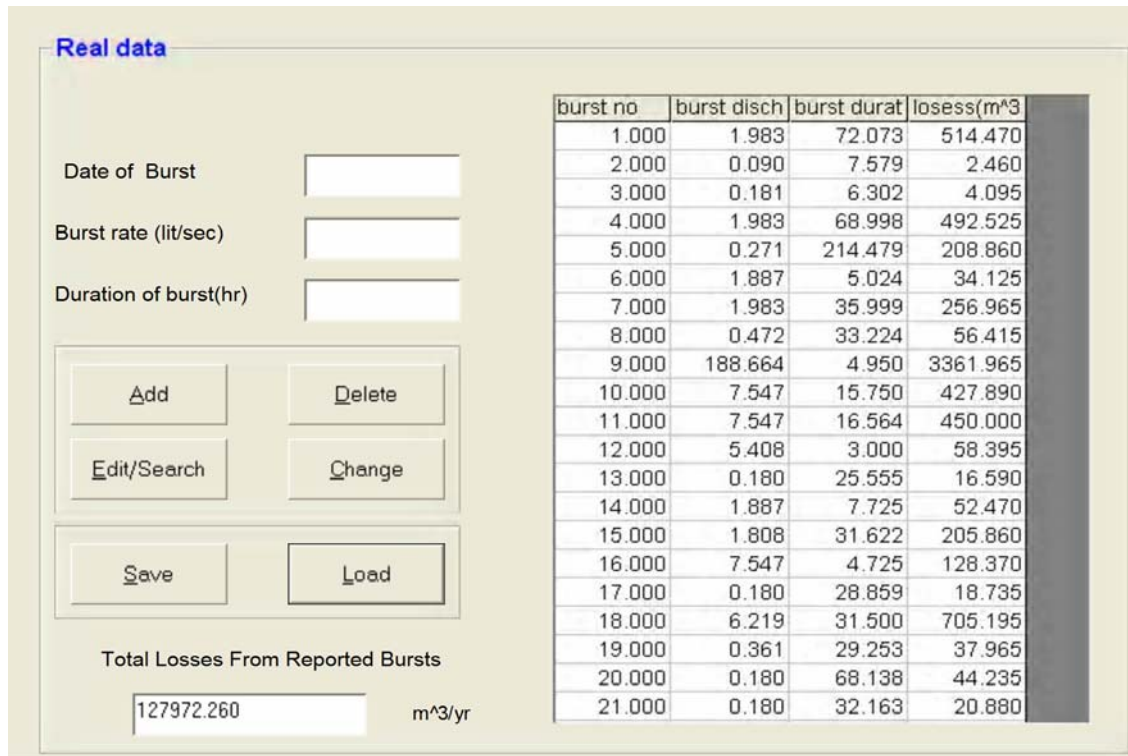 Real data
Date of Burst
Burst rate (lit/sec)
Duration of burst(hr)
Add Delete
Edit/Search Change
Save Load
Total Losses From Reported Bursts
127972.260 m^3/yr
burst no burst disch burst durat losess(m^3
1.000 1.983 72.073 514.470
2.000 0.090 7.579 2.460
3.000 0.181 6.302 4.095
4.000 1.983 68.998 492.525
5.000 0.271 214.479 208.860
6.000 1.887 5.024 34.125
7.000 1.983 35.999 256.965
8.000 0.472 33.224 56.415
9.000 188.664 4.950 3361.965
10.000 7.547 15.750 427.890
11.000 7.547 16.564 450.000
12.000 5.408 3.000 58.395
13.000 0.180 25.555 16.590
14.000 1.887 7.725 52.470
15.000 1.808 31.622 205.860
16.000 7.547 4.725 128.370
17.000 0.180 28.859 18.735
18.000 6.219 31.500 705.195
19.000 0.361 29.253 37.965
20.000 0.180 68.138 44.235
21.000 0.180 32.163 20.880